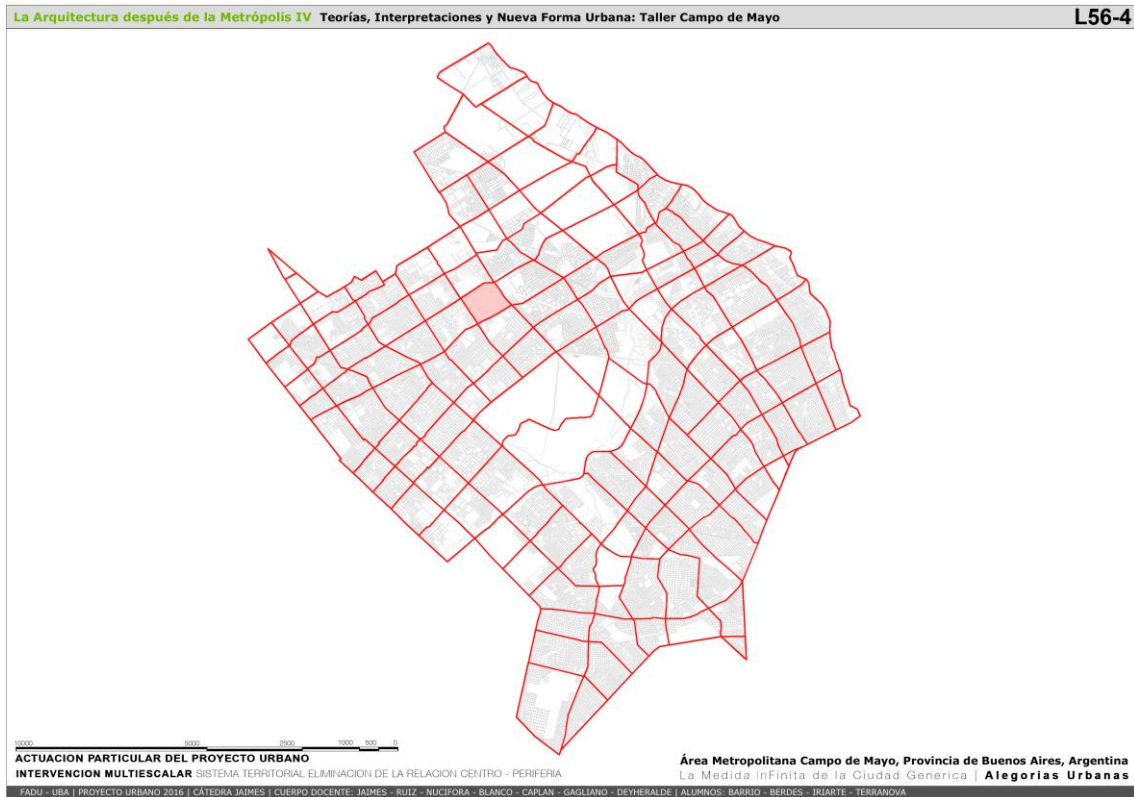 La Arquitectura después de la Metrópolis IV Teorías, Interpretaciones y Nueva Forma Urbana: Taller Campo de Mayo L56-4
10000 5000 2500 1000 500 0
ACTUACION PARTICULAR DEL PROYECTO URBANO
INTERVENCION MULTIESCALAR SISTEMA TERRITORIAL ELIMINACION DE LA RELACION CENTRO - PERIFERIA
Área Metropolitana Campo de Mayo, Provincia de Buenos Aires, Argentina
La Medida InFinita de la Ciudad Generica | Alegorias Urbanas
FADU - UBA | PROYECTO URBANO 2016 | CÁTEDRA JAIMES | CUERPO DOCENTE: JAIMES - RUIZ - NUCIFORA - BLANCO - CAPLAN - GAGLIANO - DEYHERALDE | ALUMNOS: BARRIO - BERDES - IRIARTE - TERRANOVA